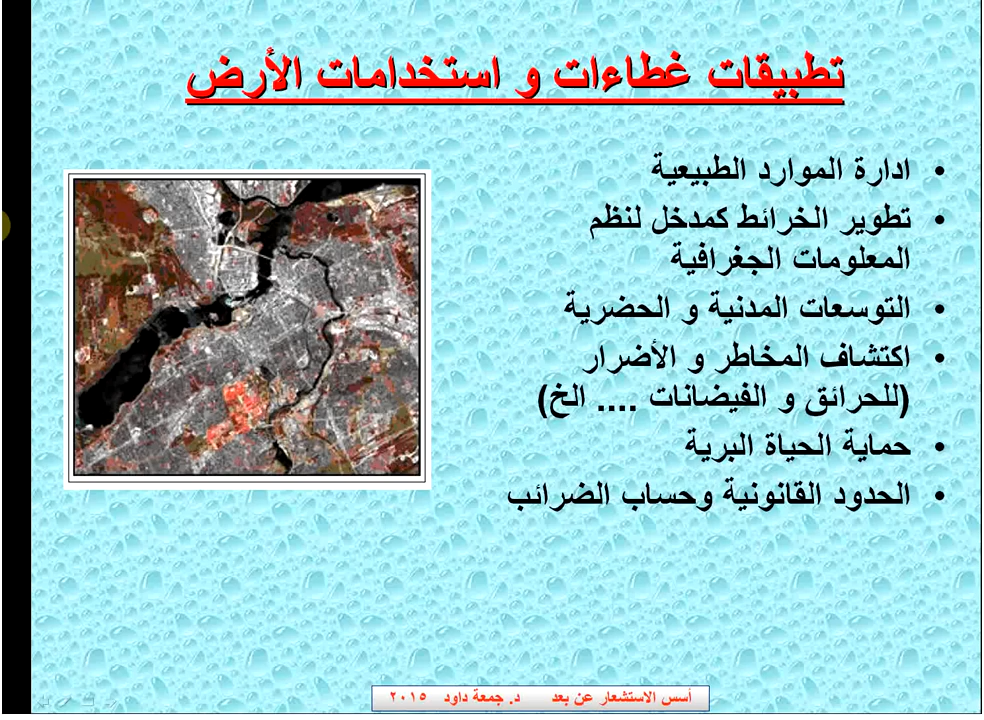 تطبيقات غطاءات و استخدامات الأرض
• ادارة الموارد الطبيعية
• تطوير الخرائط كمدخل لنظم
المعلومات الجغرافية
• التوسعات المدنية و الحضرية
• اكتشاف المخاطر و الأضرار
(للحرائق و الفيضانات .... الخ)
• حماية الحياة البرية
• الحدود القانونية وحساب الضرائب
أسس الاستشعار عن بعد د. جمعة داود ٢٠١٥